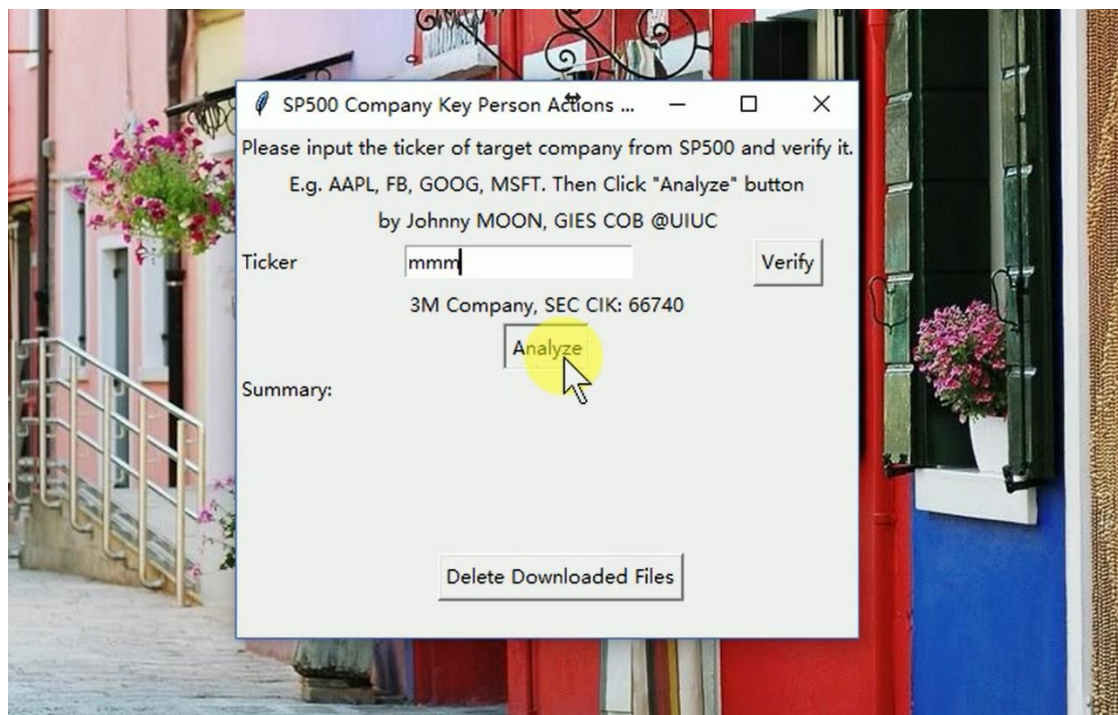 SP500 Company Key Person Actions ...
Please input the ticker of target company from SP500 and verify it.
E.g. AAPL, FB, GOOG, MSFT. Then Click "Analyze" button
by Johnny MOON, GIES COB @UIUC
Ticker mmm Verify
3M Company, SEC CIK: 66740
Analyze
Summary:
Delete Downloaded Files